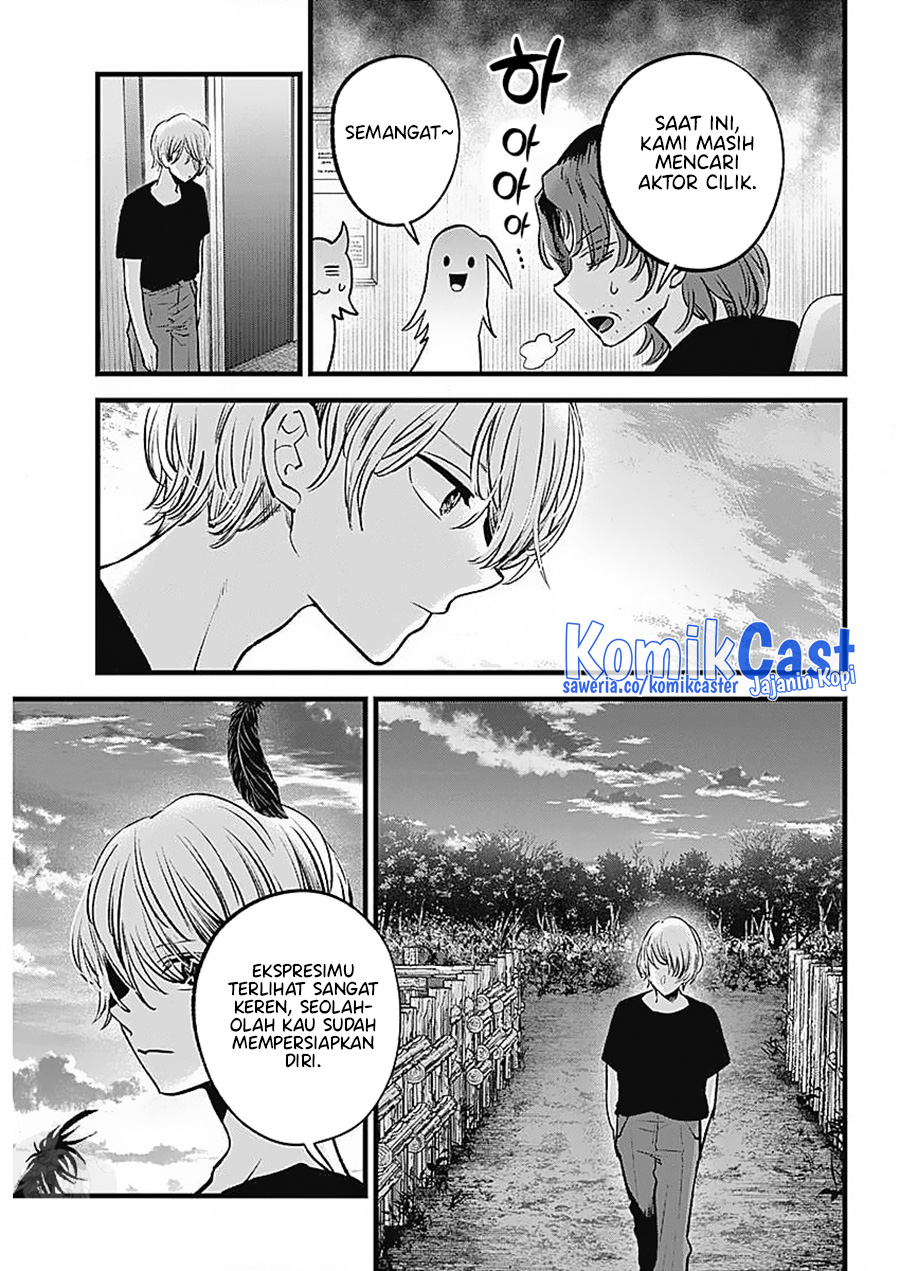 SAAT INI,
KAMI MASIH
MENCARI
AKTOR CILIK.
하
아
아
아
SEMANGAT~
KomikCast
saweria.co/komikcaster
Jajanin Kopi
EKSPRESIMU
TERLIHAT SANGAT
KEREN, SEOLAH-
OLAH KAU SUDAH
MEMPERSIAPKAN
DIRI.